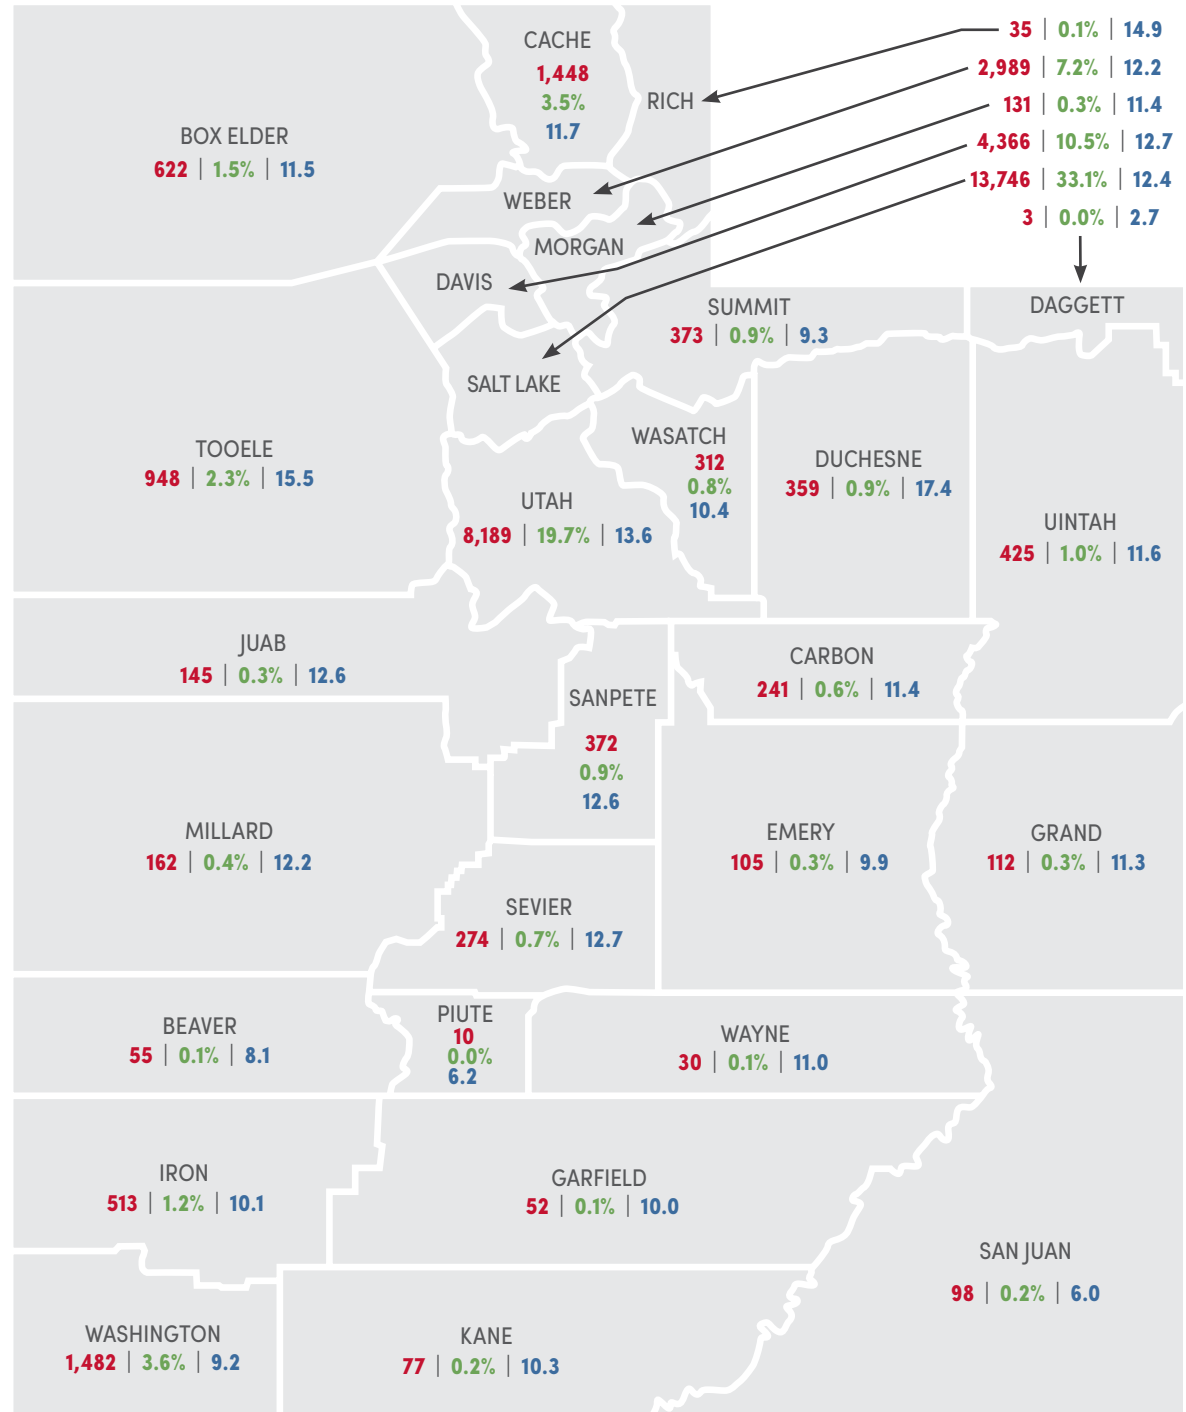 35 | 0.1% | 14.9
2,989 | 7.2% | 12.2
131 | 0.3% | 11.4
4,366 | 10.5% | 12.7
13,746 | 33.1% | 12.4
3 | 0.0% | 2.7
CACHE
1,448
3.5%
11.7
RICH
BOX ELDER
622 | 1.5% | 11.5
WEBER
MORGAN
DAVIS
SUMMIT
373 | 0.9% | 9.3
DAGGETT
SALT LAKE
TOOELE
948 | 2.3% | 15.5
WASATCH
312
0.8%
10.4
DUCHESNE
359 | 0.9% | 17.4
UTAH
8,189 | 19.7% | 13.6
UINTAH
425 | 1.0% | 11.6
JUAB
145 | 0.3% | 12.6
CARBON
241 | 0.6% | 11.4
SANPETE
372
0.9%
12.6
MILLARD
162 | 0.4% | 12.2
EMERY
105 | 0.3% | 9.9
GRAND
112 | 0.3% | 11.3
SEVIER
274 | 0.7% | 12.7
BEAVER
55 | 0.1% | 8.1
PIUTE
10
0.0%
6.2
WAYNE
30 | 0.1% | 11.0
IRON
513 | 1.2% | 10.1
GARFIELD
52 | 0.1% | 10.0
SAN JUAN
98 | 0.2% | 6.0
WASHINGTON
1,482 | 3.6% | 9.2
KANE
77 | 0.2% | 10.3